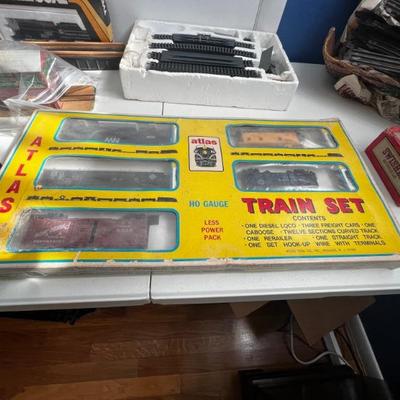 ATLAS
atlas
HO GAUGE
LESS
POWER
PACK
TRAIN SET
CONTENTS
· ONE DIESEL LOCO · THREE FREIGHT CARS · ONE
CABOOSE · TWELVE SECTIONS CURVED TRACK
· ONE RERAILER · ONE STRAIGHT TRACK
· ONE SET HOOK-UP WIRE WITH TERMINALS
SWISS